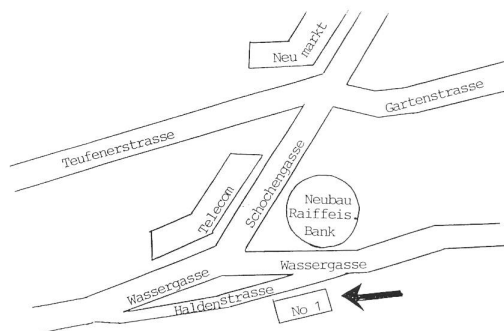 Neu markt
Gartenstrasse
Teufenerstrasse
Schochengasse
Telecom
Neubau
Raiffeis.
Bank
Wassergasse
Wassergasse
Haldenstrasse
No 1